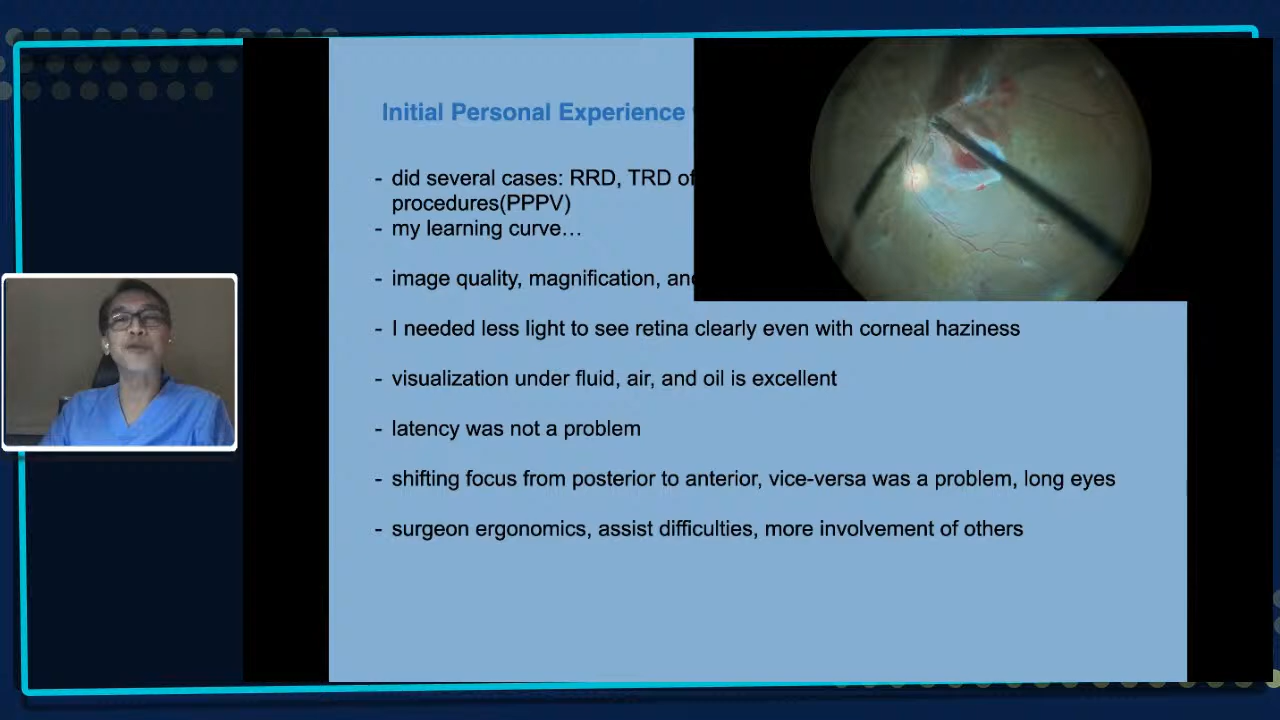 Initial Personal Experience
- did several cases: RRD, TRD of
procedures(PPPV)
- my learning curve…
- image quality, magnification, and
- I needed less light to see retina clearly even with corneal haziness
- visualization under fluid, air, and oil is excellent
- latency was not a problem
- shifting focus from posterior to anterior, vice-versa was a problem, long eyes
- surgeon ergonomics, assist difficulties, more involvement of others